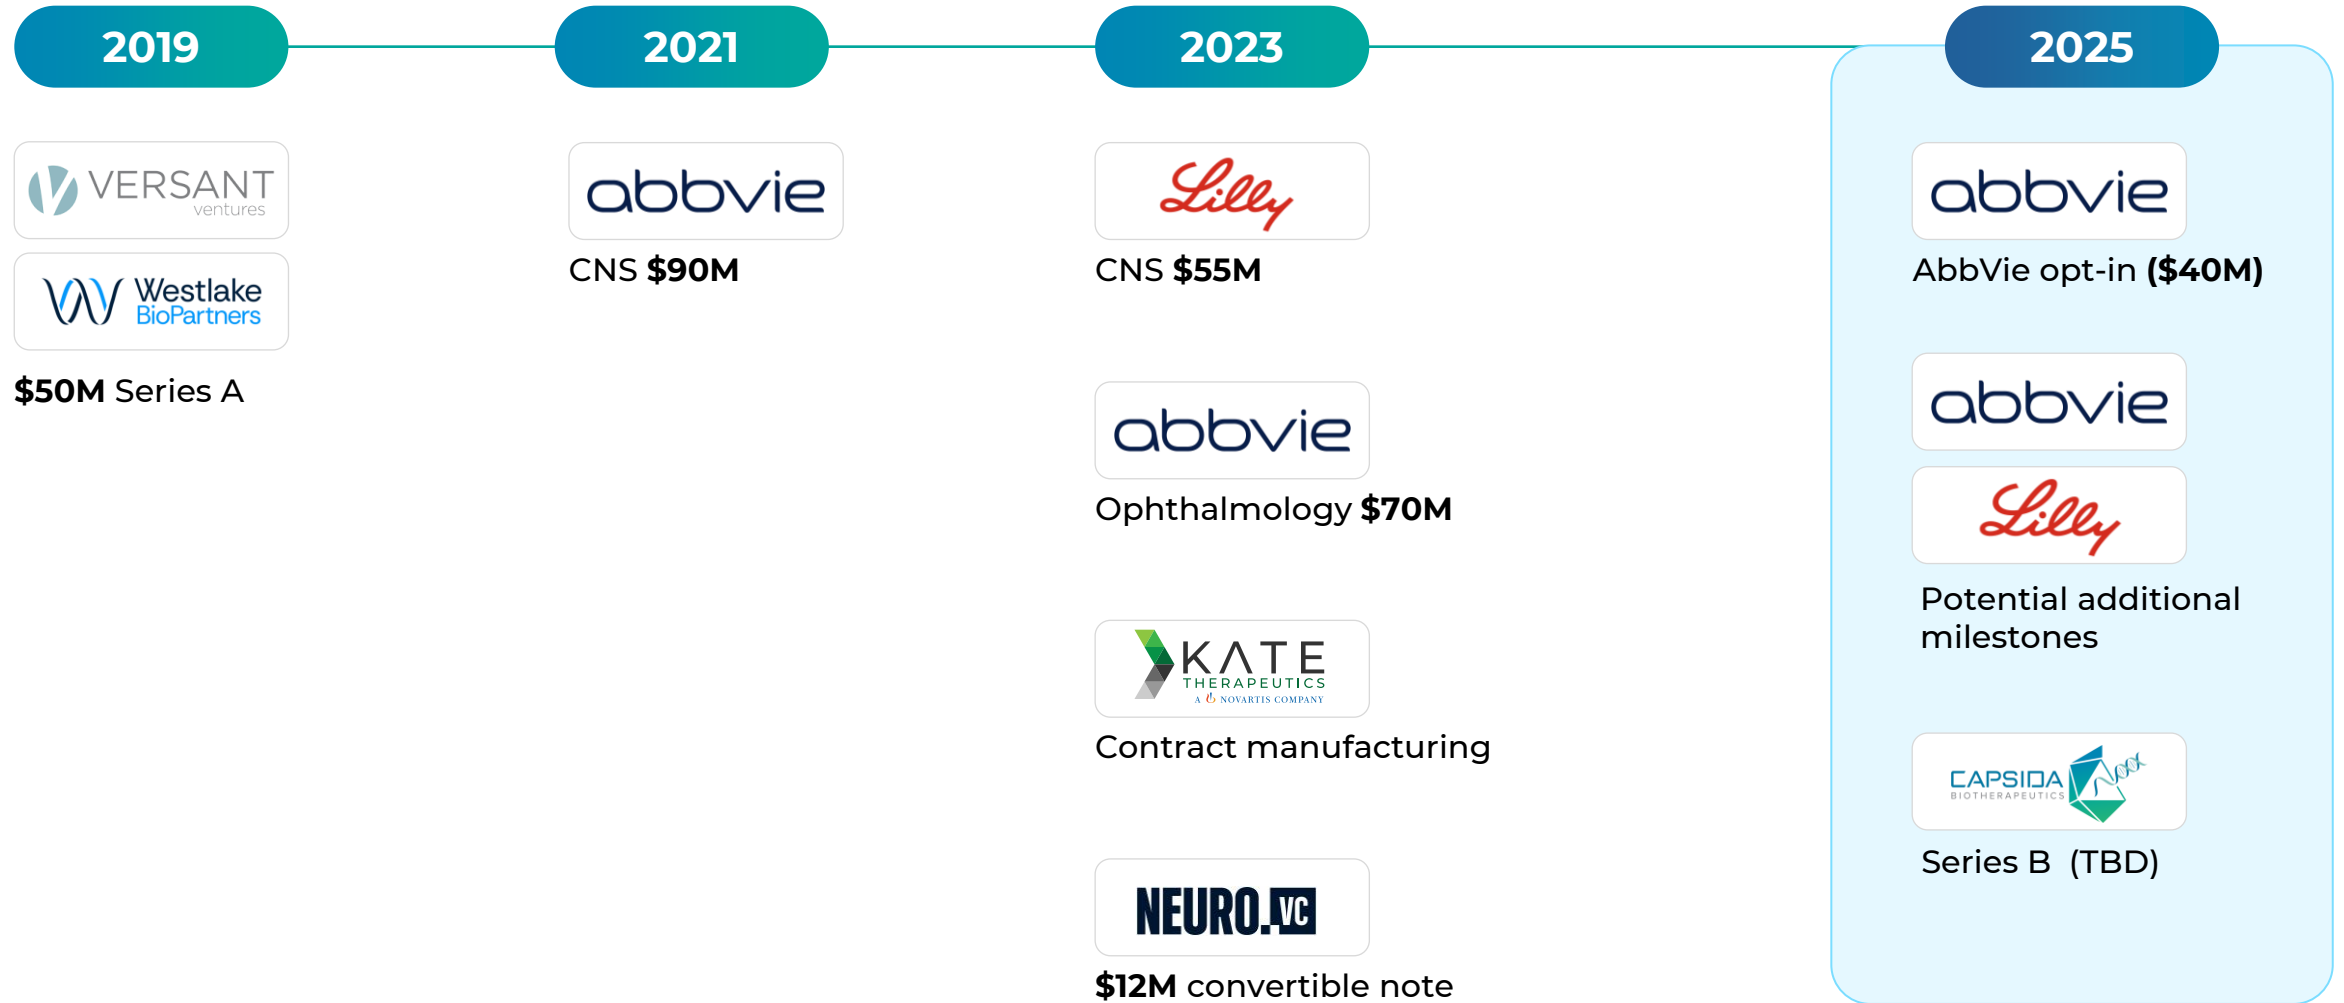 2019
VERSANT
ventures
Westlake
BioPartners
$50M Series A
2021
abbvie
CNS $90M
2023
Lilly
CNS $55M
abbvie
Ophthalmology $70M
KATE
THERAPEUTICS
A NOVARTIS COMPANY
Contract manufacturing
NEURO.VC
$12M convertible note
2025
abbvie
AbbVie opt-in ($40M)
abbvie
Lilly
Potential additional
milestones
CAPSIDA
BIOTHERAPEUTICS
Series B (TBD)